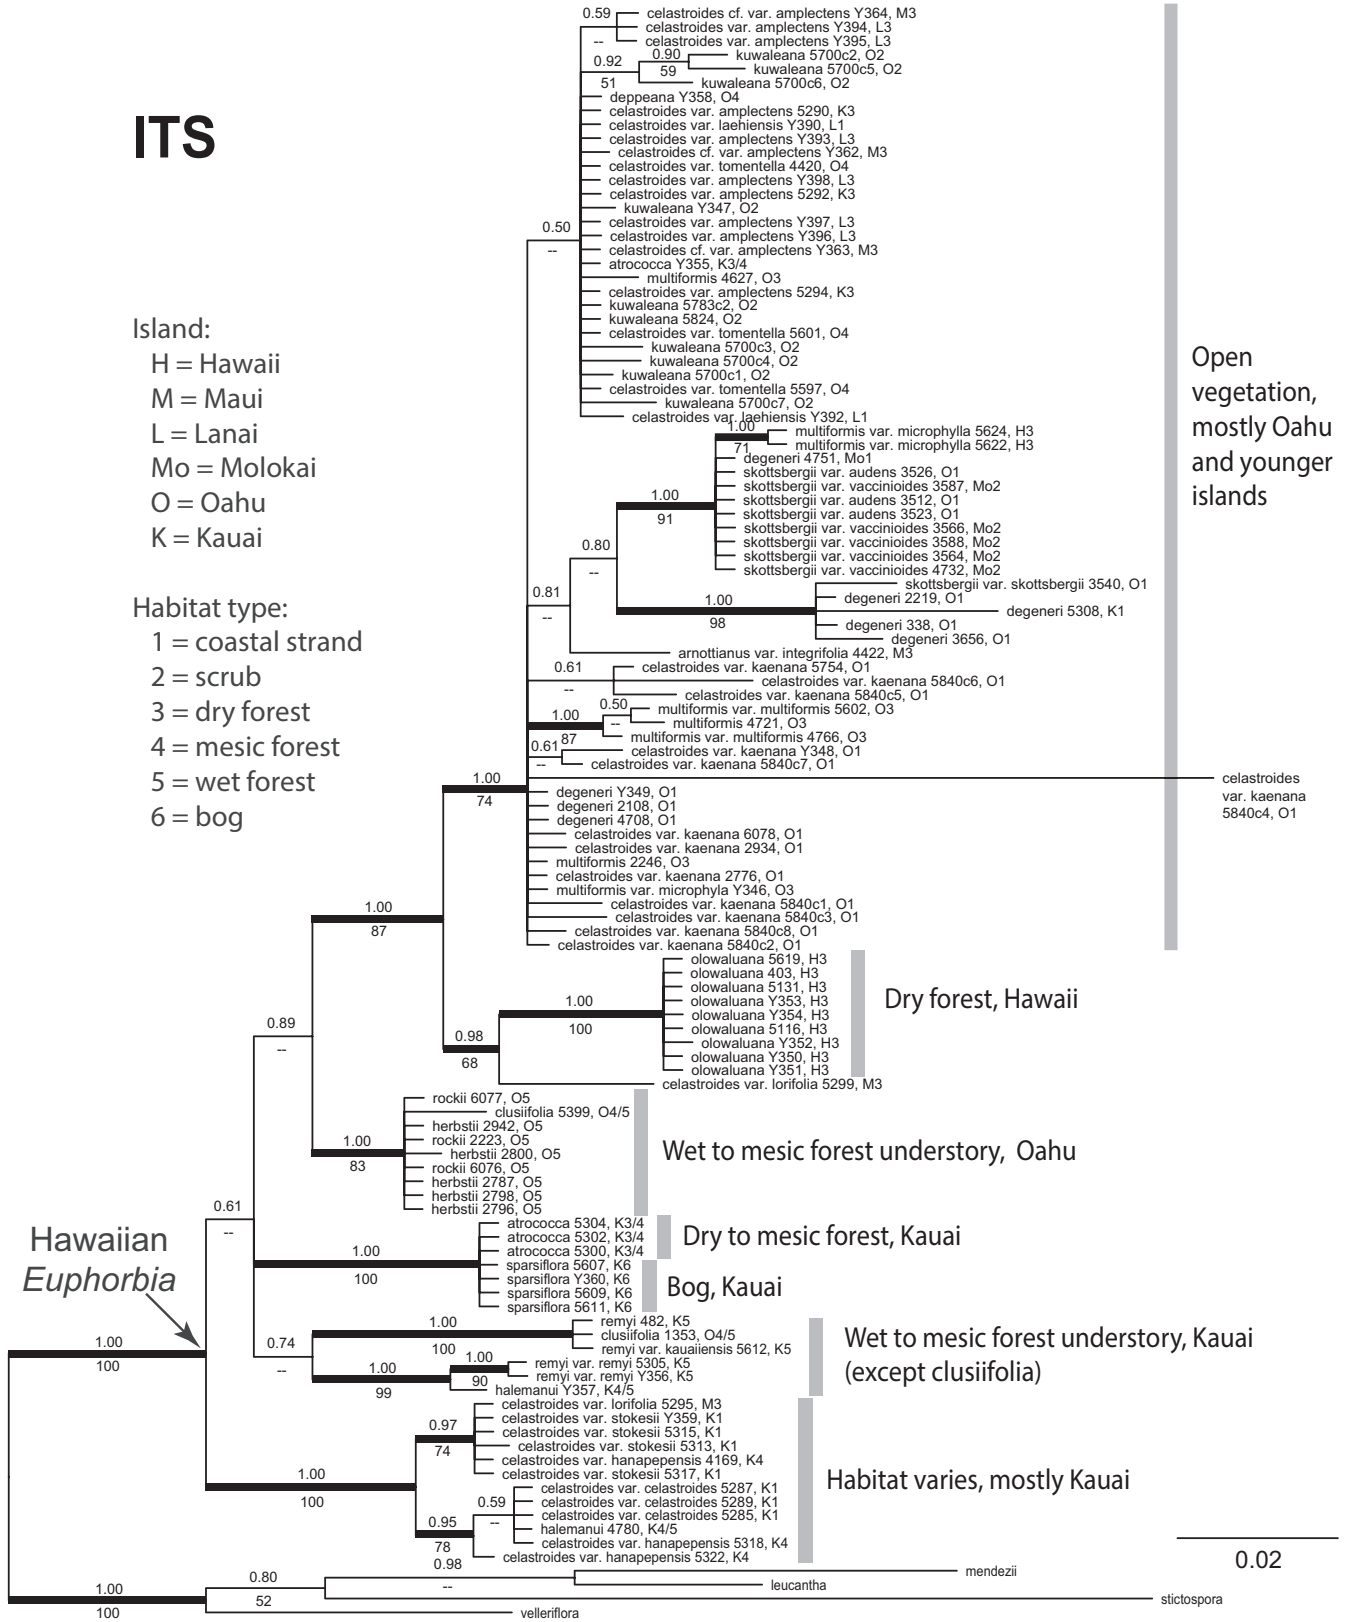 ITS
Island:
H = Hawaii
M = Maui
L = Lanai
Mo = Molokai
O = Oahu
K = Kauai
Habitat type:
1 = coastal strand
2 = scrub
3 = dry forest
4 = mesic forest
5 = wet forest
6 = bog
Hawaiian
Euphorbia
0.59
--
celastroides cf. var. amplectens Y364, M3
celastroides var. amplectens Y394, L3
celastroides var. amplectens Y395, L3
0.92
51
0.90
59
kuwaleana 5700c2, O2
kuwaleana 5700c5, O2
kuwaleana 5700c6, O2
deppeana Y358, O4
celastroides var. amplectens 5290, K3
celastroides var. laehiensis Y390, L1
celastroides var. amplectens Y393, L3
celastroides cf. var. amplectens Y362, M3
celastroides var. tomentella 4420, O4
celastroides var. amplectens Y398, L3
celastroides var. amplectens 5292, K3
kuwaleana Y347, O2
celastroides var. amplectens Y397, L3
celastroides var. amplectens Y396, L3
0.50
--
celastroides cf. var. amplectens Y363, M3
atrococca Y355, K3/4
multiformis 4627, O3
celastroides var. amplectens 5294, K3
kuwaleana 5783c2, O2
kuwaleana 5824, O2
celastroides var. tomentella 5601, O4
kuwaleana 5700c3, O2
kuwaleana 5700c4, O2
kuwaleana 5700c1, O2
celastroides var. tomentella 5597, O4
kuwaleana 5700c7, O2
celastroides var. laehiensis Y392, L1
Open
vegetation,
mostly Oahu
and younger
islands
1.00
71
multiformis var. microphylla 5624, H3
multiformis var. microphylla 5622, H3
degeneri 4751, Mo1
skottsbergii var. audens 3526, O1
skottsbergii var. vaccinioides 3587, Mo2
1.00
91
skottsbergii var. audens 3512, O1
skottsbergii var. audens 3523, O1
skottsbergii var. vaccinioides 3566, Mo2
skottsbergii var. vaccinioides 3588, Mo2
skottsbergii var. vaccinioides 3564, Mo2
skottsbergii var. vaccinioides 4732, Mo2
0.80
--
skottsbergii var. skottsbergii 3540, O1
degeneri 2219, O1
1.00
98
degeneri 5308, K1
degeneri 338, O1
degeneri 3656, O1
0.81
--
arnottianus var. integrifolia 4422, M3
0.61
--
celastroides var. kaenana 5754, O1
celastroides var. kaenana 5840c6, O1
celastroides var. kaenana 5840c5, O1
1.00
87
0.50
--
multiformis var. multiformis 5602, O3
multiformis 4721, O3
multiformis var. multiformis 4766, O3
0.61
--
celastroides var. kaenana Y348, O1
celastroides var. kaenana 5840c7, O1
celastroides
var. kaenana
5840c4, O1
1.00
74
degeneri Y349, O1
degeneri 2108, O1
degeneri 4708, O1
celastroides var. kaenana 6078, O1
celastroides var. kaenana 2934, O1
multiformis 2246, O3
celastroides var. kaenana 2776, O1
multiformis var. microphyla Y346, O3
celastroides var. kaenana 5840c1, O1
celastroides var. kaenana 5840c3, O1
celastroides var. kaenana 5840c8, O1
celastroides var. kaenana 5840c2, O1
1.00
87
olowaluana 5619, H3
olowaluana 403, H3
olowaluana 5131, H3
olowaluana Y353, H3
olowaluana Y354, H3
olowaluana 5116, H3
olowaluana Y352, H3
olowaluana Y350, H3
olowaluana Y351, H3
1.00
100
Dry forest, Hawaii
0.98
68
celastroides var. lorifolia 5299, M3
0.89
--
rockii 6077, O5
clusiifolia 5399, O4/5
herbstii 2942, O5
rockii 2223, O5
herbstii 2800, O5
rockii 6076, O5
herbstii 2787, O5
herbstii 2798, O5
herbstii 2796, O5
1.00
83
Wet to mesic forest understory, Oahu
0.61
--
atrococca 5304, K3/4
atrococca 5302, K3/4
atrococca 5300, K3/4
Dry to mesic forest, Kauai
1.00
100
sparsiflora 5607, K6
sparsiflora Y360, K6
sparsiflora 5609, K6
sparsiflora 5611, K6
Bog, Kauai
0.74
--
1.00
100
remyi 482, K5
clusiifolia 1353, O4/5
remyi var. kauaiiensis 5612, K5
1.00
99
1.00
90
remyi var. remyi 5305, K5
remyi var. remyi Y356, K5
halemanui Y357, K4/5
Wet to mesic forest understory, Kauai
(except clusiifolia)
1.00
100
0.97
74
celastroides var. lorifolia 5295, M3
celastroides var. stokesii Y359, K1
celastroides var. stokesii 5315, K1
celastroides var. stokesii 5313, K1
celastroides var. hanapepensis 4169, K4
celastroides var. stokesii 5317, K1
1.00
100
Habitat varies, mostly Kauai
0.95
78
0.59
--
celastroides var. celastroides 5287, K1
celastroides var. celastroides 5289, K1
celastroides var. celastroides 5285, K1
halemanui 4780, K4/5
celastroides var. hanapepensis 5318, K4
celastroides var. hanapepensis 5322, K4
0.02
1.00
100
0.80
52
0.98
--
mendezii
leucantha
stictospora
velleriflora